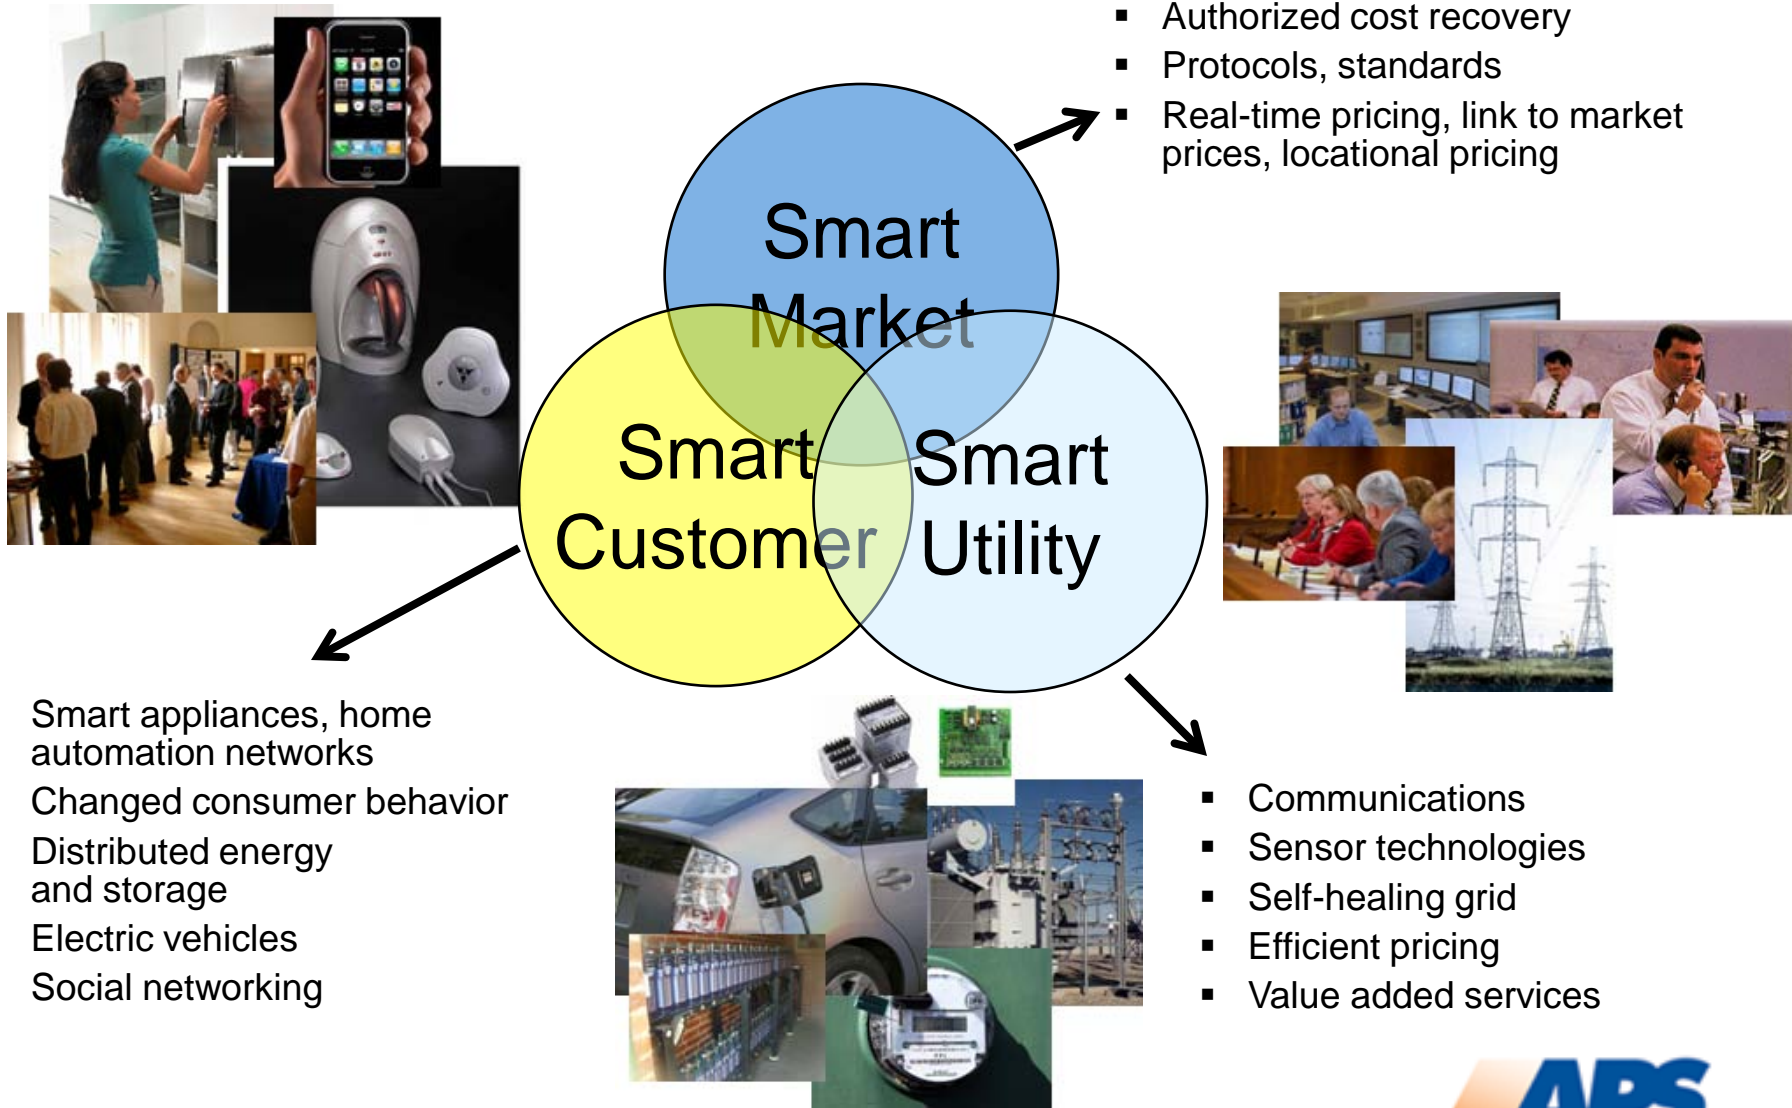 ▪ Authorized cost recovery
▪ Protocols, standards
▪ Real-time pricing, link to market
prices, locational pricing
Smart
Market
Smart
Customer
Smart
Utility
Smart appliances, home
automation networks
Changed consumer behavior
Distributed energy
and storage
Electric vehicles
Social networking
▪ Communications
▪ Sensor technologies
▪ Self-healing grid
▪ Efficient pricing
▪ Value added services
APS